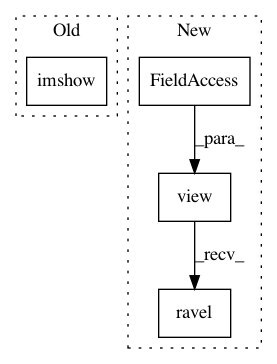 Old
New
imshow
FieldAccess
_para_
view
_recv_
ravel